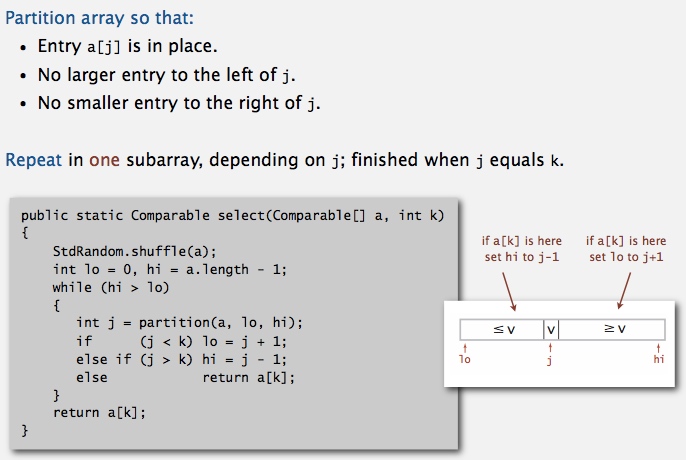 Partition array so that:
• Entry a[j] is in place.
• No larger entry to the left of j.
• No smaller entry to the right of j.
Repeat in one subarray, depending on j; finished when j equals k.
public static Comparable select(Comparable[] a, int k)
{
    StdRandom.shuffle(a);
    int lo = 0, hi = a.length - 1;
    while (hi > lo)
    {
       int j = partition(a, lo, hi);
       if      (j < k) lo = j + 1;
       else if (j > k) hi = j - 1;
       else            return a[k];
    }
    return a[k];
}
if a[k] is here
set hi to j-1
if a[k] is here
set lo to j+1
≤ v v ≥ v
lo j hi